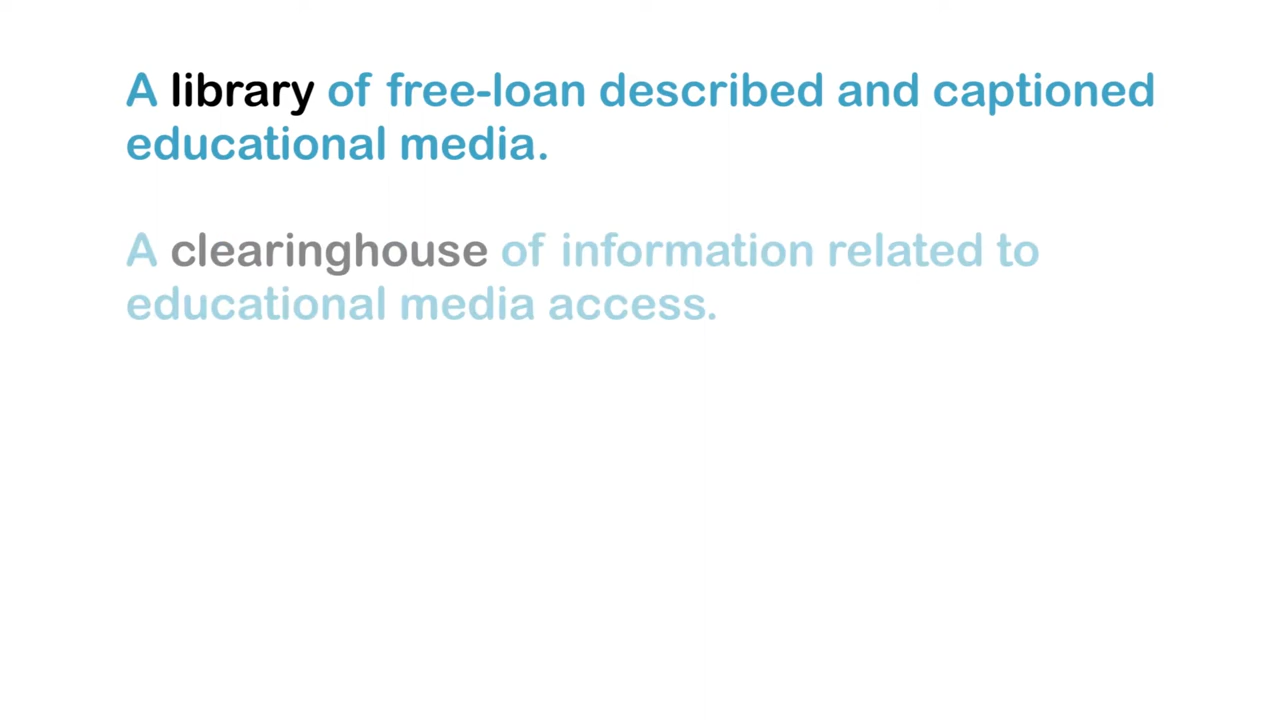 A library of free-loan described and captioned
educational media.
A clearinghouse of information related to
educational media access.